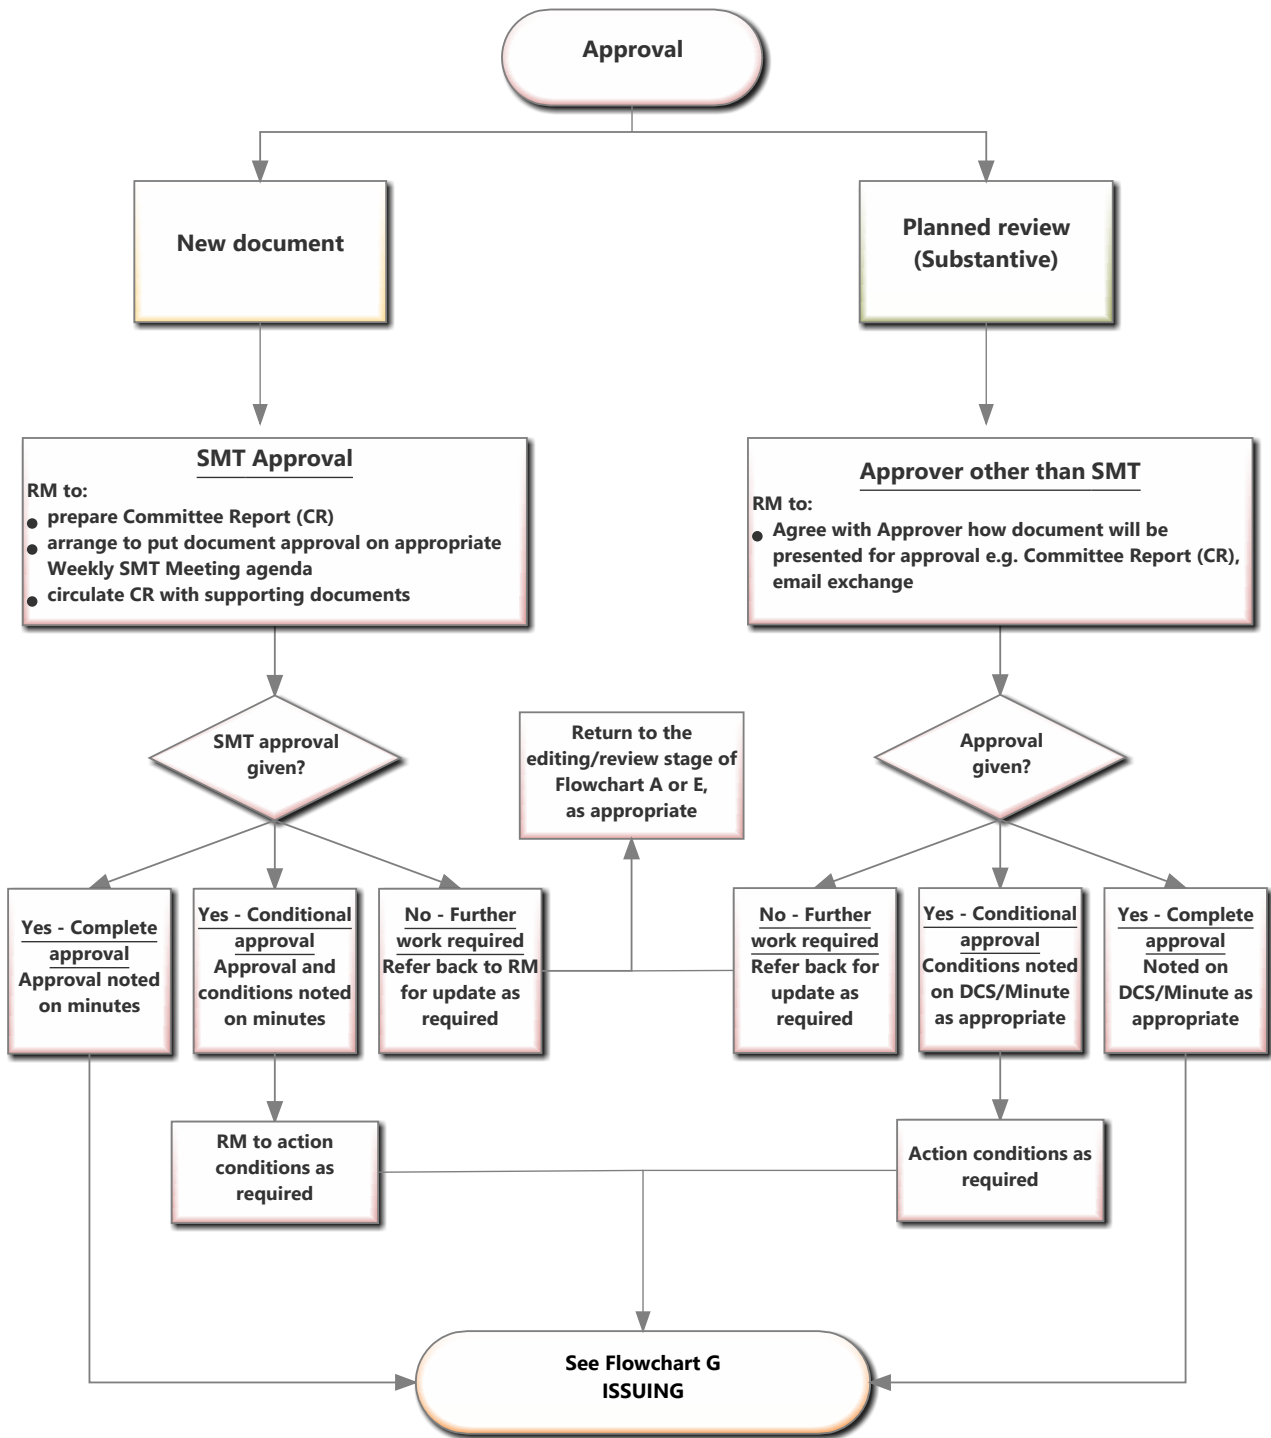 Approval
New document
Planned review
(Substantive)
SMT Approval
RM to:
● prepare Committee Report (CR)
● arrange to put document approval on appropriate
Weekly SMT Meeting agenda
● circulate CR with supporting documents
Approver other than SMT
RM to:
● Agree with Approver how document will be
presented for approval e.g. Committee Report (CR),
email exchange
SMT approval
given?
Return to the
editing/review stage of
Flowchart A or E,
as appropriate
Approval
given?
Yes - Complete
approval
Approval noted
on minutes
Yes - Conditional
approval
Approval and
conditions noted
on minutes
No - Further
work required
Refer back to RM
for update as
required
No - Further
work required
Refer back for
update as
required
Yes - Conditional
approval
Conditions noted
on DCS/Minute
as appropriate
Yes - Complete
approval
Noted on
DCS/Minute as
appropriate
RM to action
conditions as
required
Action conditions as
required
See Flowchart G
ISSUING